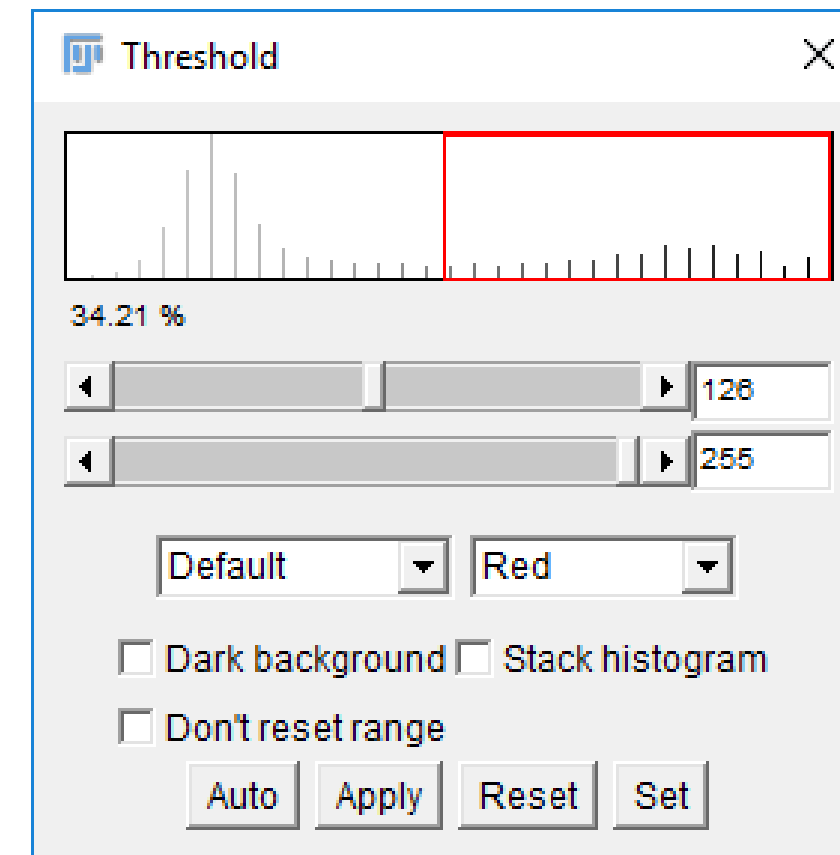 Threshold
34.21 %
126
255
Default Red
Dark background Stack histogram
Don't reset range
Auto Apply Reset Set